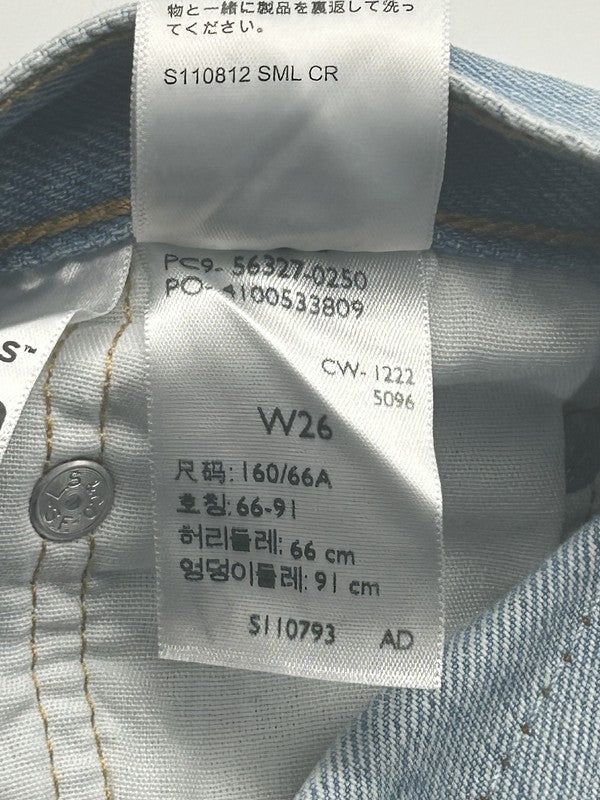 物と一緒に製品を裏返して洗っ
てください。
S110812 SML CR
PC9- 56327-0250
PO- 4100533809
CW-1222
5096
W26
尺码: 160/66A
호칭: 66-91
허리둘레: 66 cm
엉덩이둘레: 91 cm
S110793 AD
S™